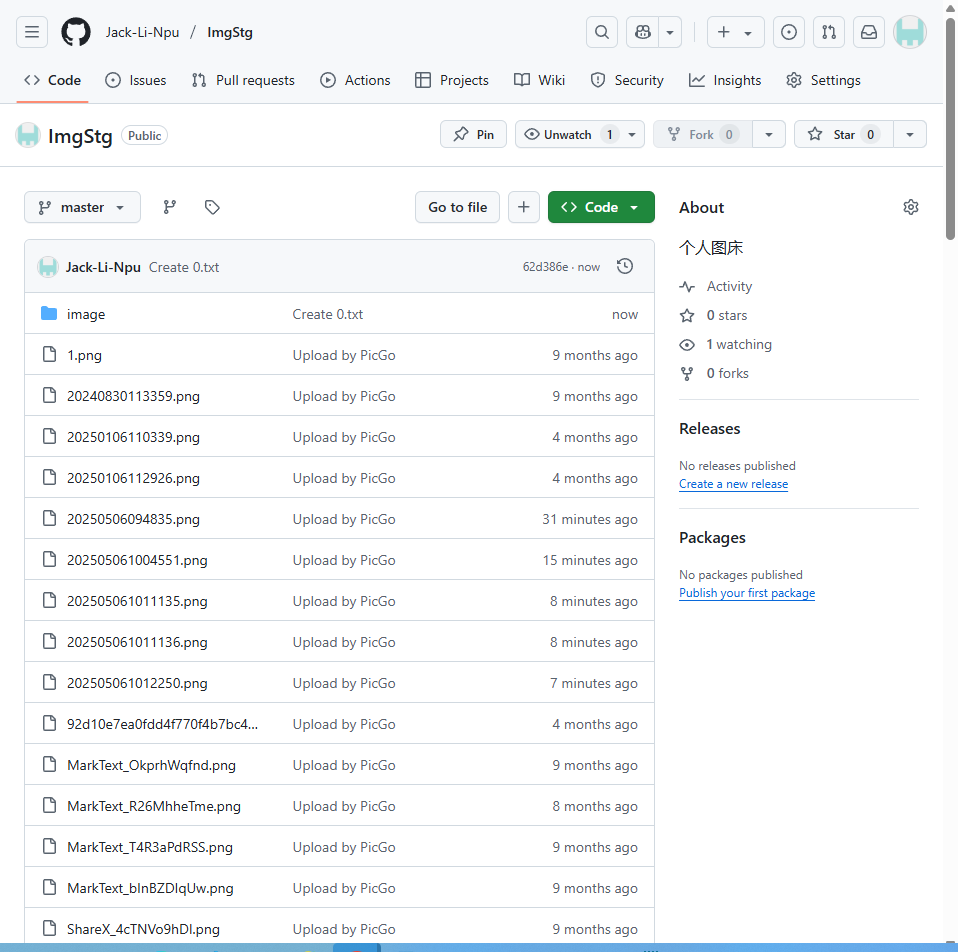 Jack-Li-Npu / ImgStg
Code Issues Pull requests Actions Projects Wiki Security Insights Settings
ImgStg Public Pin Unwatch 1 Fork 0 Star 0
master Go to file Code
About
个人图床
Activity
0 stars
1 watching
0 forks
Releases
No releases published
Create a new release
Packages
No packages published
Publish your first package
Jack-Li-Npu Create 0.txt 62d386e · now
image Create 0.txt now
1.png Upload by PicGo 9 months ago
20240830113359.png Upload by PicGo 9 months ago
20250106110339.png Upload by PicGo 4 months ago
20250106112926.png Upload by PicGo 4 months ago
20250506094835.png Upload by PicGo 31 minutes ago
202505061004551.png Upload by PicGo 15 minutes ago
202505061011135.png Upload by PicGo 8 minutes ago
202505061011136.png Upload by PicGo 8 minutes ago
202505061012250.png Upload by PicGo 7 minutes ago
92d10e7ea0fdd4f770f4b7bc4... Upload by PicGo 4 months ago
MarkText_OkprhWqfnd.png Upload by PicGo 9 months ago
MarkText_R26MhheTme.png Upload by PicGo 8 months ago
MarkText_T4R3aPdRSS.png Upload by PicGo 9 months ago
MarkText_bInBZDlqUw.png Upload by PicGo 9 months ago
ShareX_4cTNVo9hDl.png Upload by PicGo 9 months ago